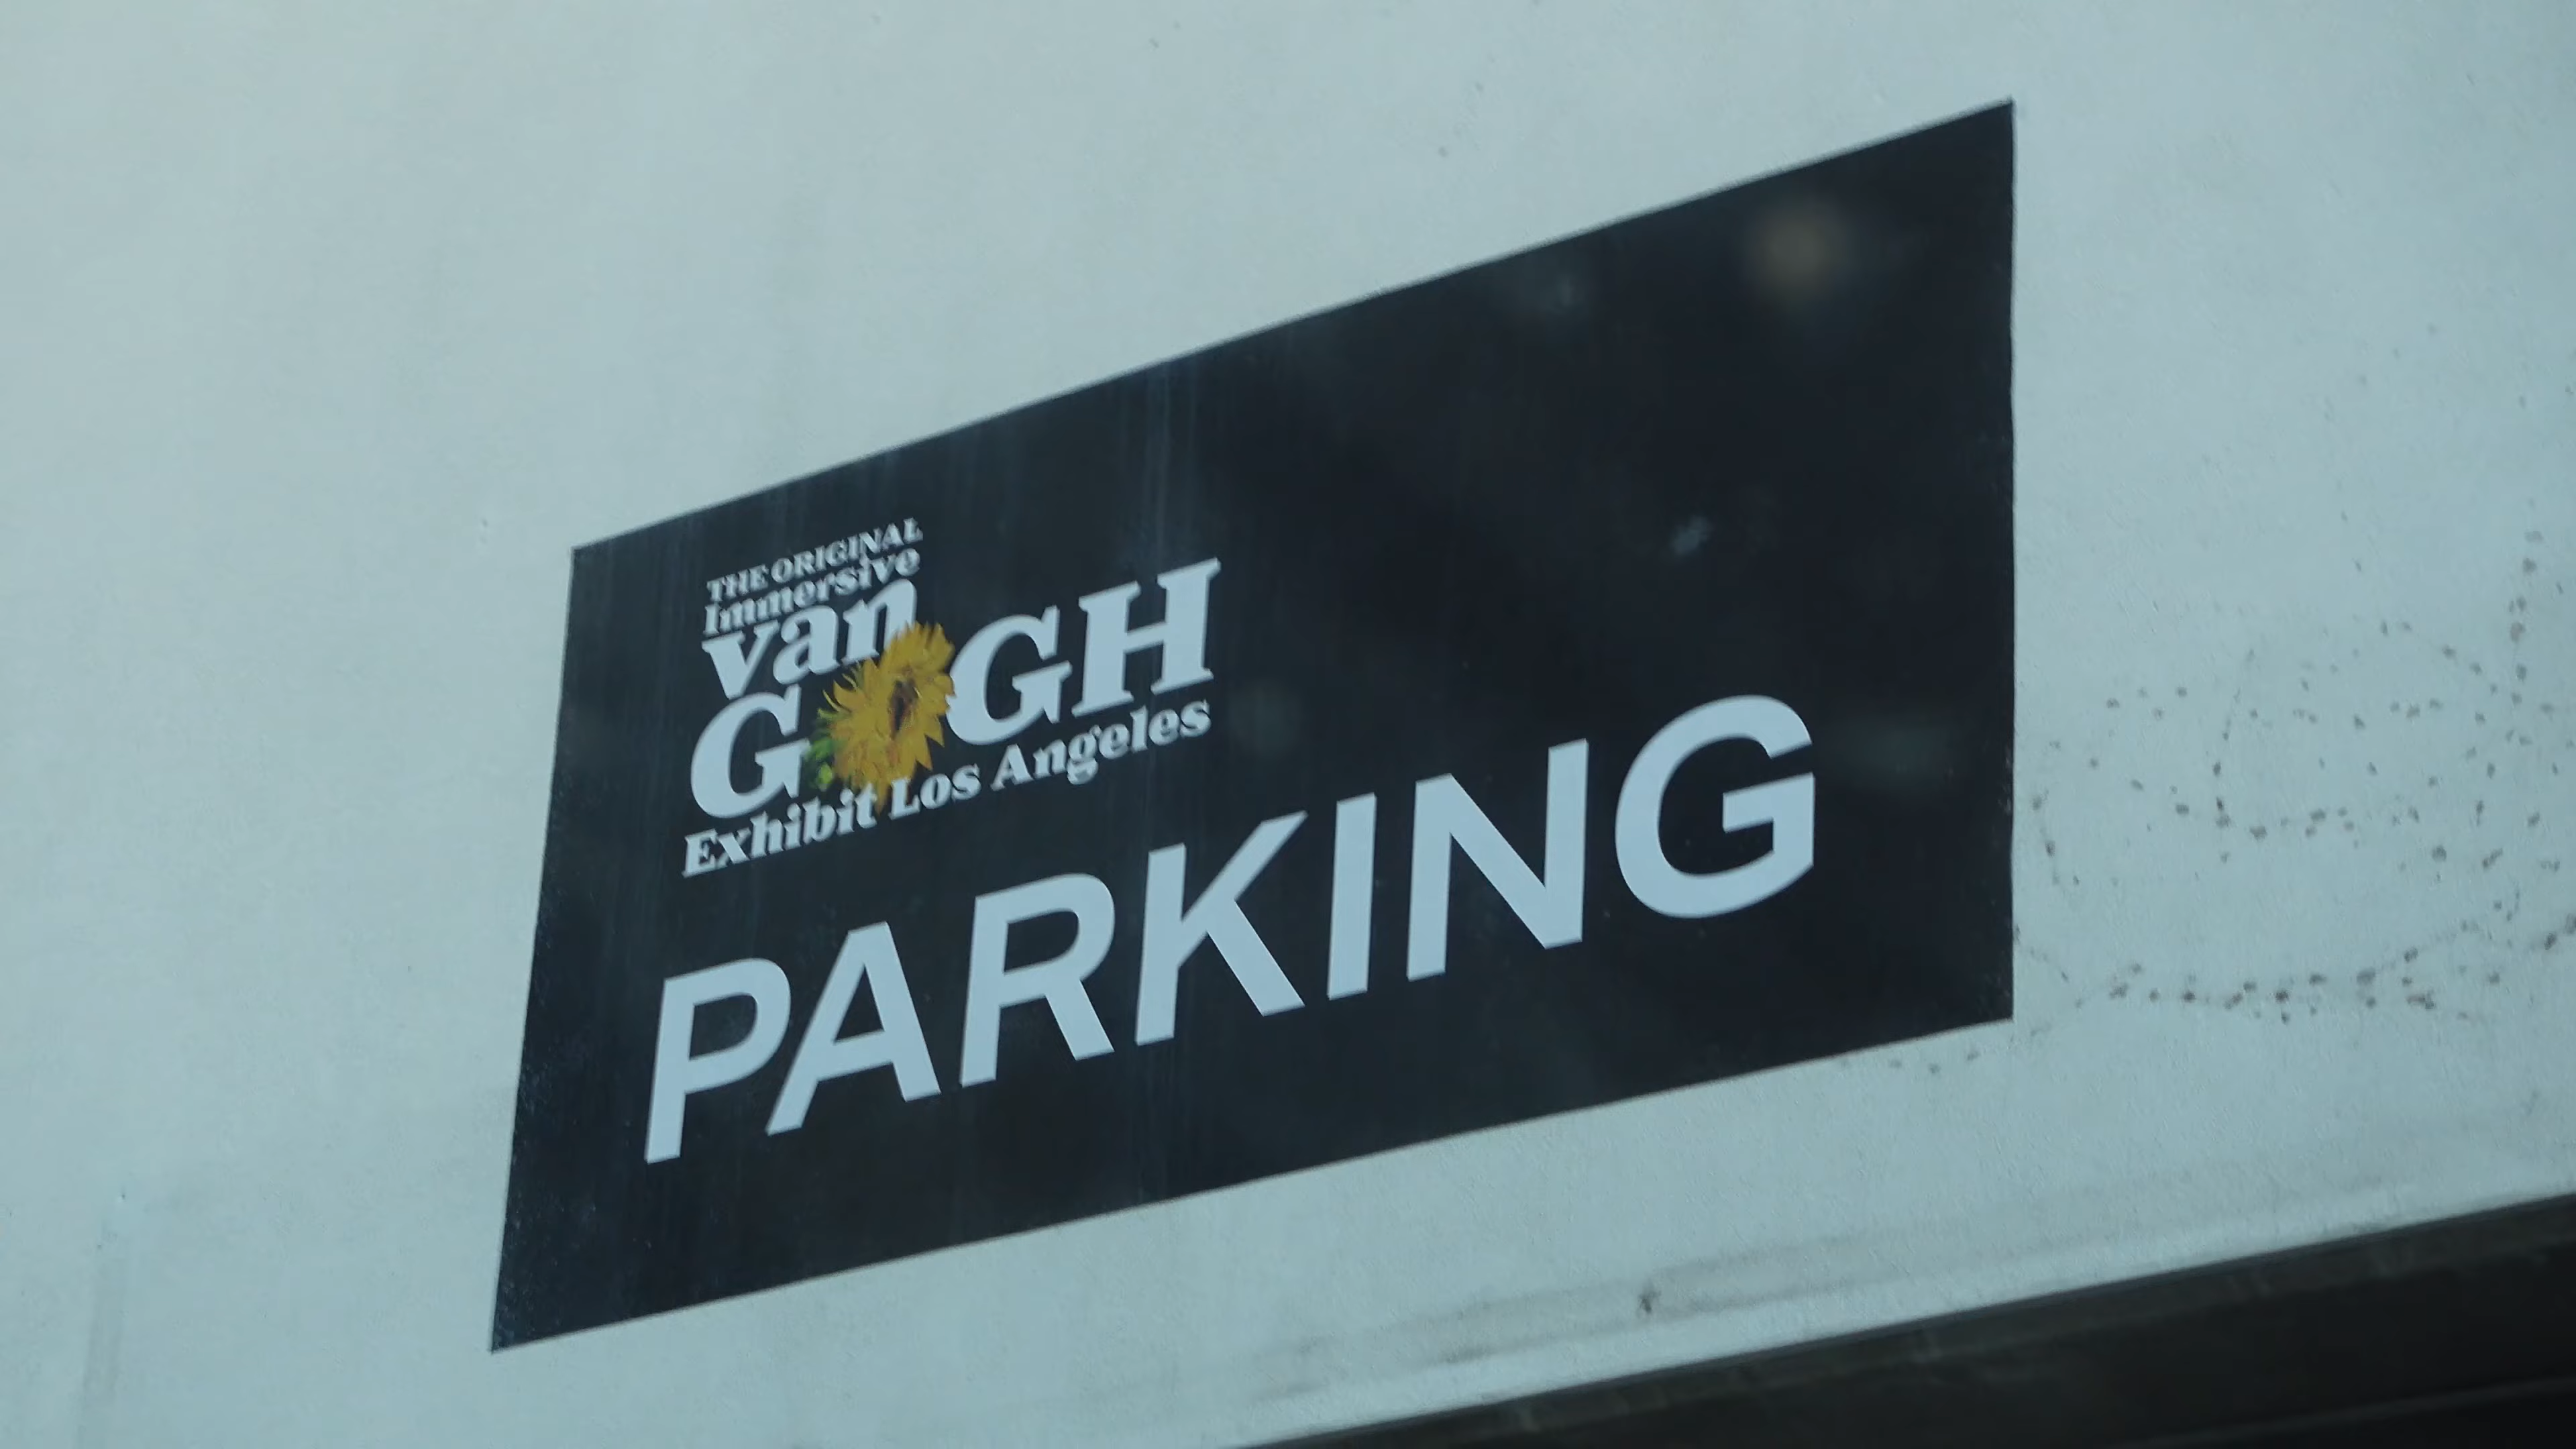 THE ORIGINAL
Immersive
van
GOGH
Exhibit Los Angeles
PARKING